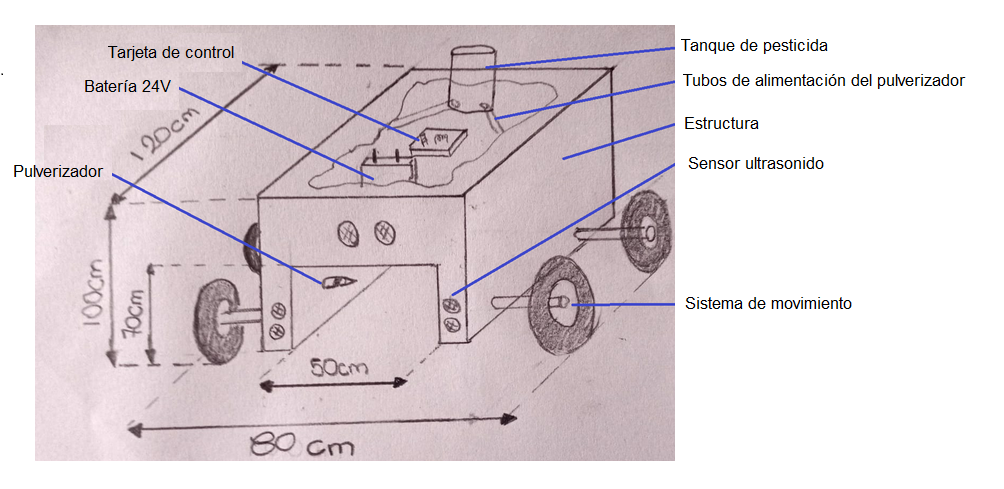 Tarjeta de control
Batería 24V
Pulverizador
Tanque de pesticida
Tubos de alimentación del pulverizador
Estructura
Sensor ultrasonido
Sistema de movimiento
120cm
100cm
70cm
50cm
80 cm